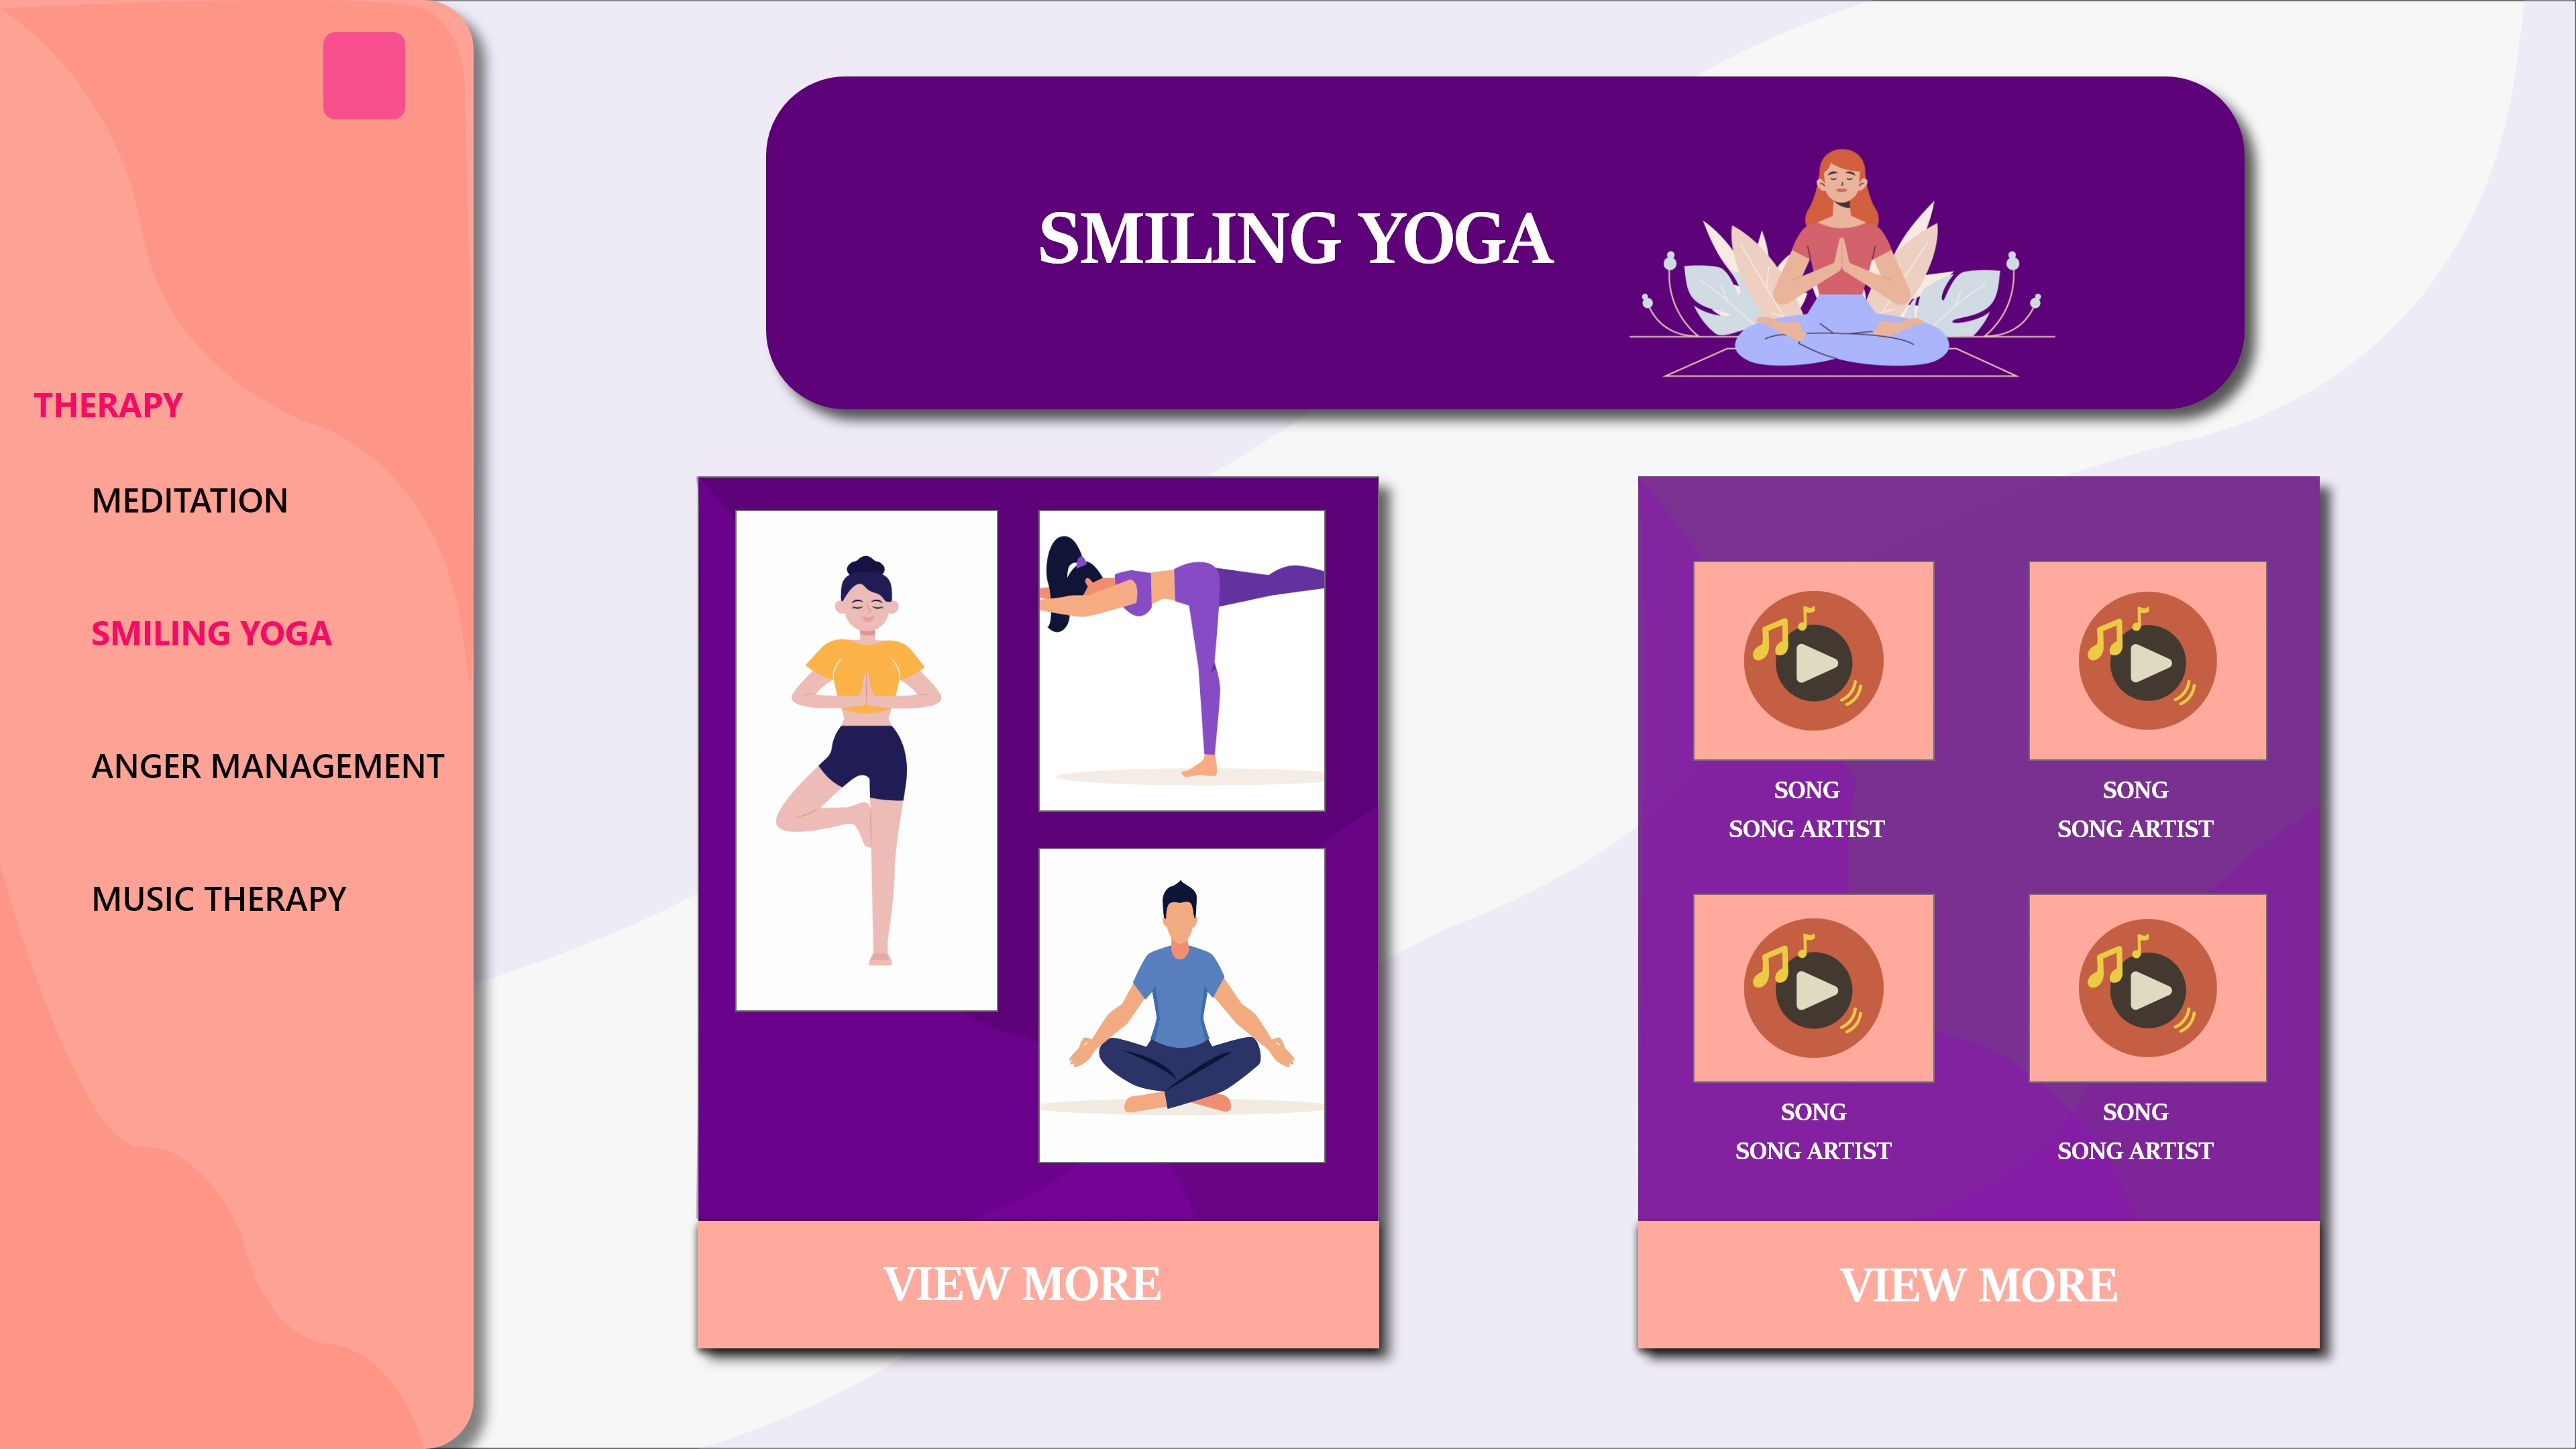 THERAPY
MEDITATION
SMILING YOGA
ANGER MANAGEMENT
MUSIC THERAPY
SMILING YOGA
VIEW MORE
SONG
SONG ARTIST
SONG
SONG ARTIST
SONG
SONG ARTIST
SONG
SONG ARTIST
VIEW MORE